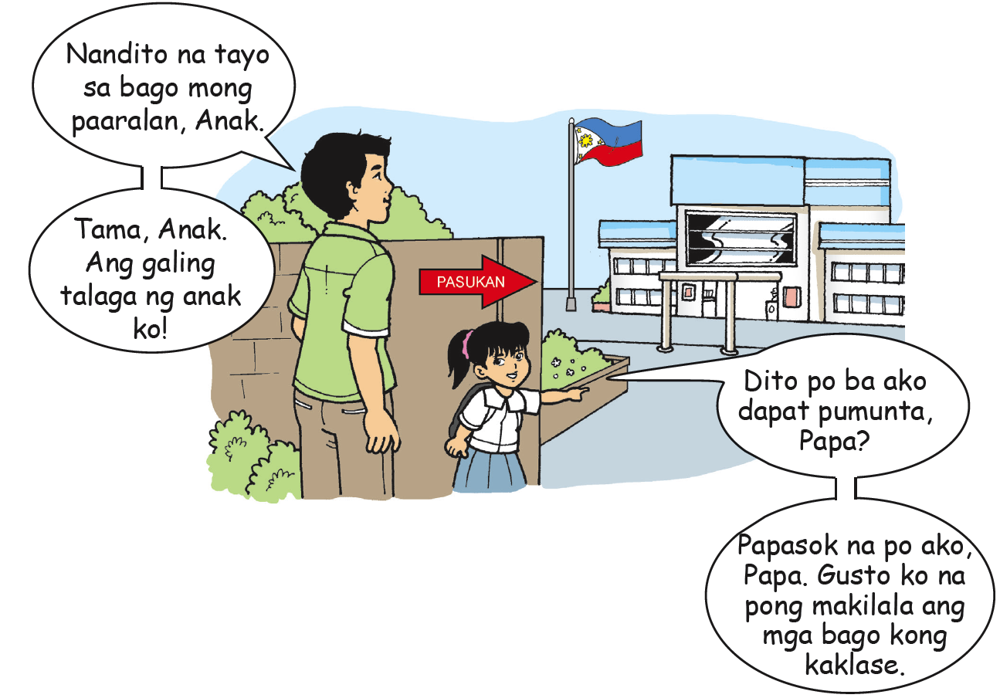 Nandito na tayo
sa bago mong
paaralan, Anak.
Tama, Anak.
Ang galing
talaga ng anak
ko!
PASUKAN
Dito po ba ako
dapat pumunta,
Papa?
Papasok na po ako,
Papa. Gusto ko na
pong makilala ang
mga bago kong
kaklase.